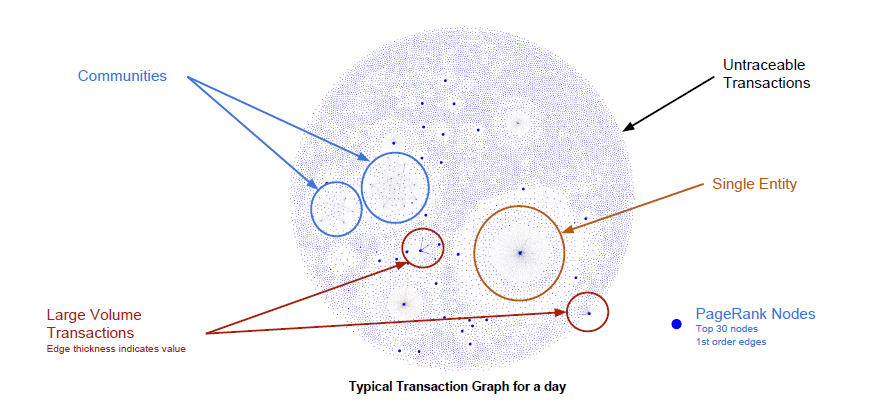 Communities
Untraceable
Transactions
Single Entity
Large Volume
Transactions
Edge thickness indicates value
PageRank Nodes
Top 30 nodes
1st order edges
Typical Transaction Graph for a day